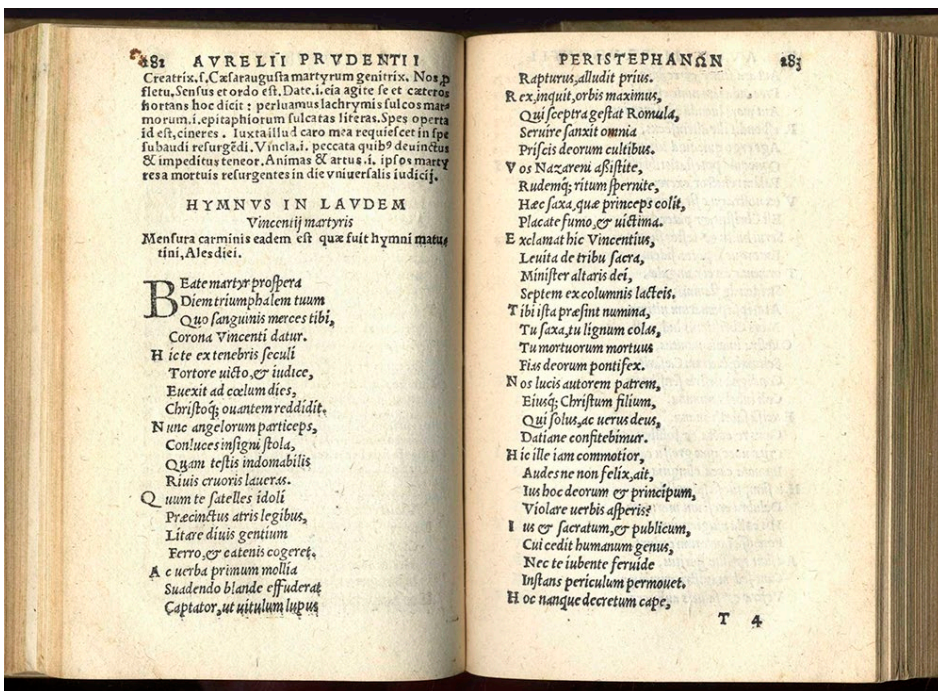 282 AVRELII PRVDENTII
Creatrix.ſ.Cæſarauguſta martyrum genitrix. Nos,p
fletu.Senſus et ordo eſt.Date.i.eia agite ſe et cæteros
hortans hoc dicit : perluamus lachrymis ſulcos mar
morum.i.epitaphiorum ſulcatas literas.Spes operta
id eſt,cineres . Iuxta illud caro mea requieſcet in ſpe
ſubaudi reſurgēdi. Vincla.i. peccata quibꝰ deuinctus
& impeditus teneor. Animas & artus.i. ipſos marty
res a mortuis reſurgentes in die vniuerſalis iudicij.
HYMNVS IN LAVDEM
Vincentij martyris
Menſura carminis eadem eſt quæ fuit hymni matu
tini,Ales diei.
BEate martyr proſpera
Diem triumphalem tuum
Quo ſanguinis merces tibi,
Corona Vincenti datur.
Hic te ex tenebris ſeculi
Tortore uicto,& iudice,
Euexit ad cœlum dies,
Chriſtoq; ouantem reddidit.
Nunc angelorum particeps,
Conluces inſigni ſtola,
Quam teſtis indomabilis
Riuis cruoris laueras.
Quum te ſatelles idoli
Præcinctus atris legibus,
Litare diuis gentium
Ferro,& catenis cogeret.
Ac uerba primum mollia
Suadendo blande effuderat
Captator,ut uitulum lupus
PERISTEPHANΩN 283
Rapturus,alludit prius.
Rex,inquit,orbis maximus,
Qui ſceptra geſtat Romula,
Seruire ſanxit omnia
Priſcis deorum cultibus.
Vos Nazareni aſſiſtite,
Rudemq; ritum ſpernite,
Hæc ſaxa,quæ princeps colit,
Placate fumo,& uictima.
Exclamat hic Vincentius,
Leuita de tribu ſacra,
Miniſter altaris dei,
Septem ex columnis lacteis.
Tibi iſta præſint numina,
Tu ſaxa,tu lignum colas,
Tu mortuorum mortuus
Fias deorum pontifex.
Nos lucis autorem patrem,
Eiuſq; Chriſtum filium,
Qui ſolus,ac uerus deus,
Datiane confitebimur.
Hic ille iam commotior,
Audes ne non felix,ait,
Ius hoc deorum & principum,
Violare uerbis aſperis?
Ius & ſacratum,& publicum,
Cui cedit humanum genus,
Nec te iubente feruide
Inſtans periculum permouet.
Hoc nanque decretum cape,
T 4